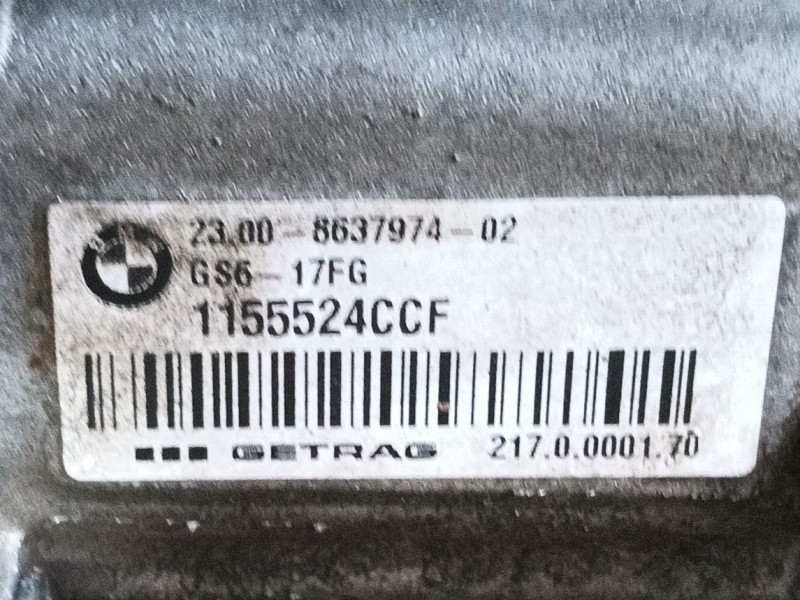 23.00-8637974-02
GS6-17FG
1155524CCF
GETRAG 217.0.0001.70